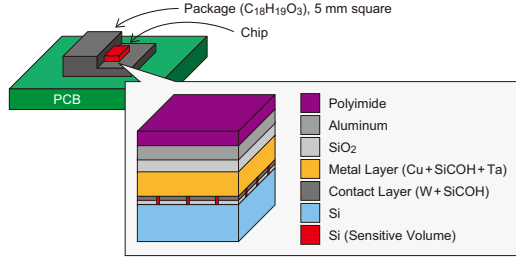 Package (C₁₈H₁₉O₃), 5 mm square
Chip
PCB
Polyimide
Aluminum
SiO₂
Metal Layer (Cu+SiCOH+Ta)
Contact Layer (W+SiCOH)
Si
Si (Sensitive Volume)